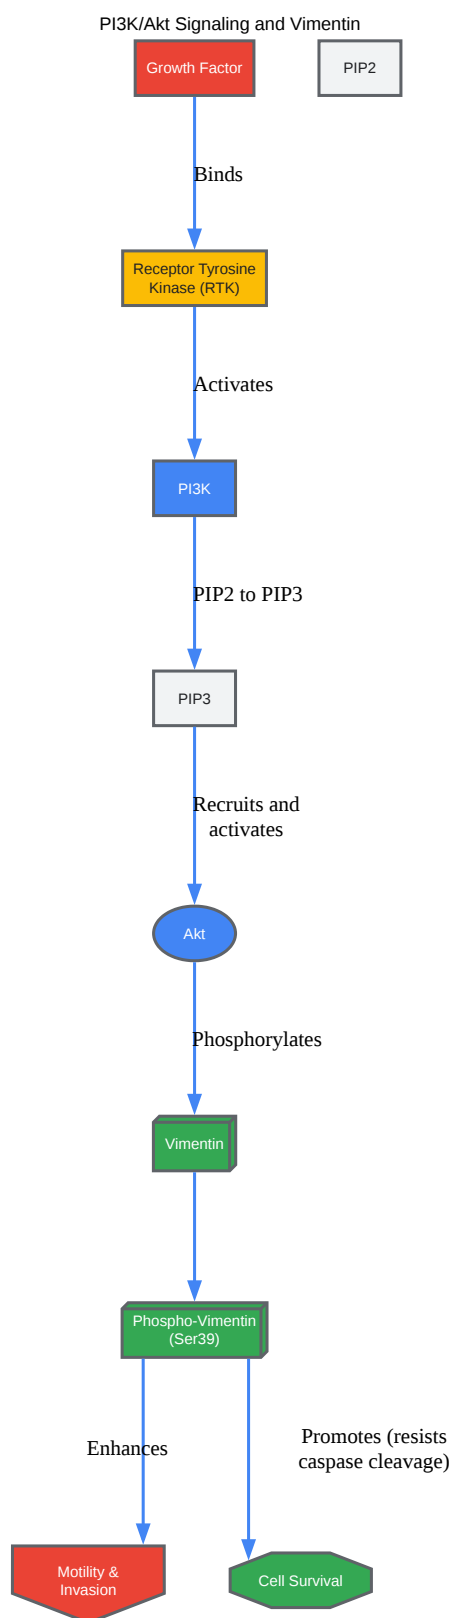 PI3K/Akt Signaling and Vimentin
Growth Factor
PIP2
Binds
Receptor Tyrosine
Kinase (RTK)
Activates
PI3K
PIP2 to PIP3
PIP3
Recruits and
activates
Akt
Phosphorylates
Vimentin
Phospho-Vimentin
(Ser39)
Enhances
Promotes (resists
caspase cleavage)
Motility &
Invasion
Cell Survival